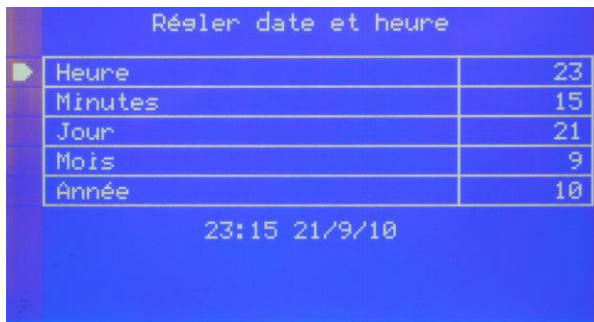 Régler date et heure
Heure 23
Minutes 15
Jour 21
Mois 9
Année 10
23:15 21/9/10